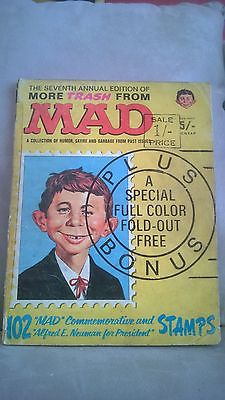 THE SEVENTH ANNUAL EDITION OF
MORE TRASH FROM
MAD
SALE
1/-
PRICE
5/-
A COLLECTION OF HUMOR, SATIRE AND GARBAGE FROM PAST ISSUES
PLUS
A
SPECIAL
FULL COLOR
FOLD-OUT
FREE
BONUS
102 "MAD" Commemorative and
"Alfred E. Neuman for President" STAMPS